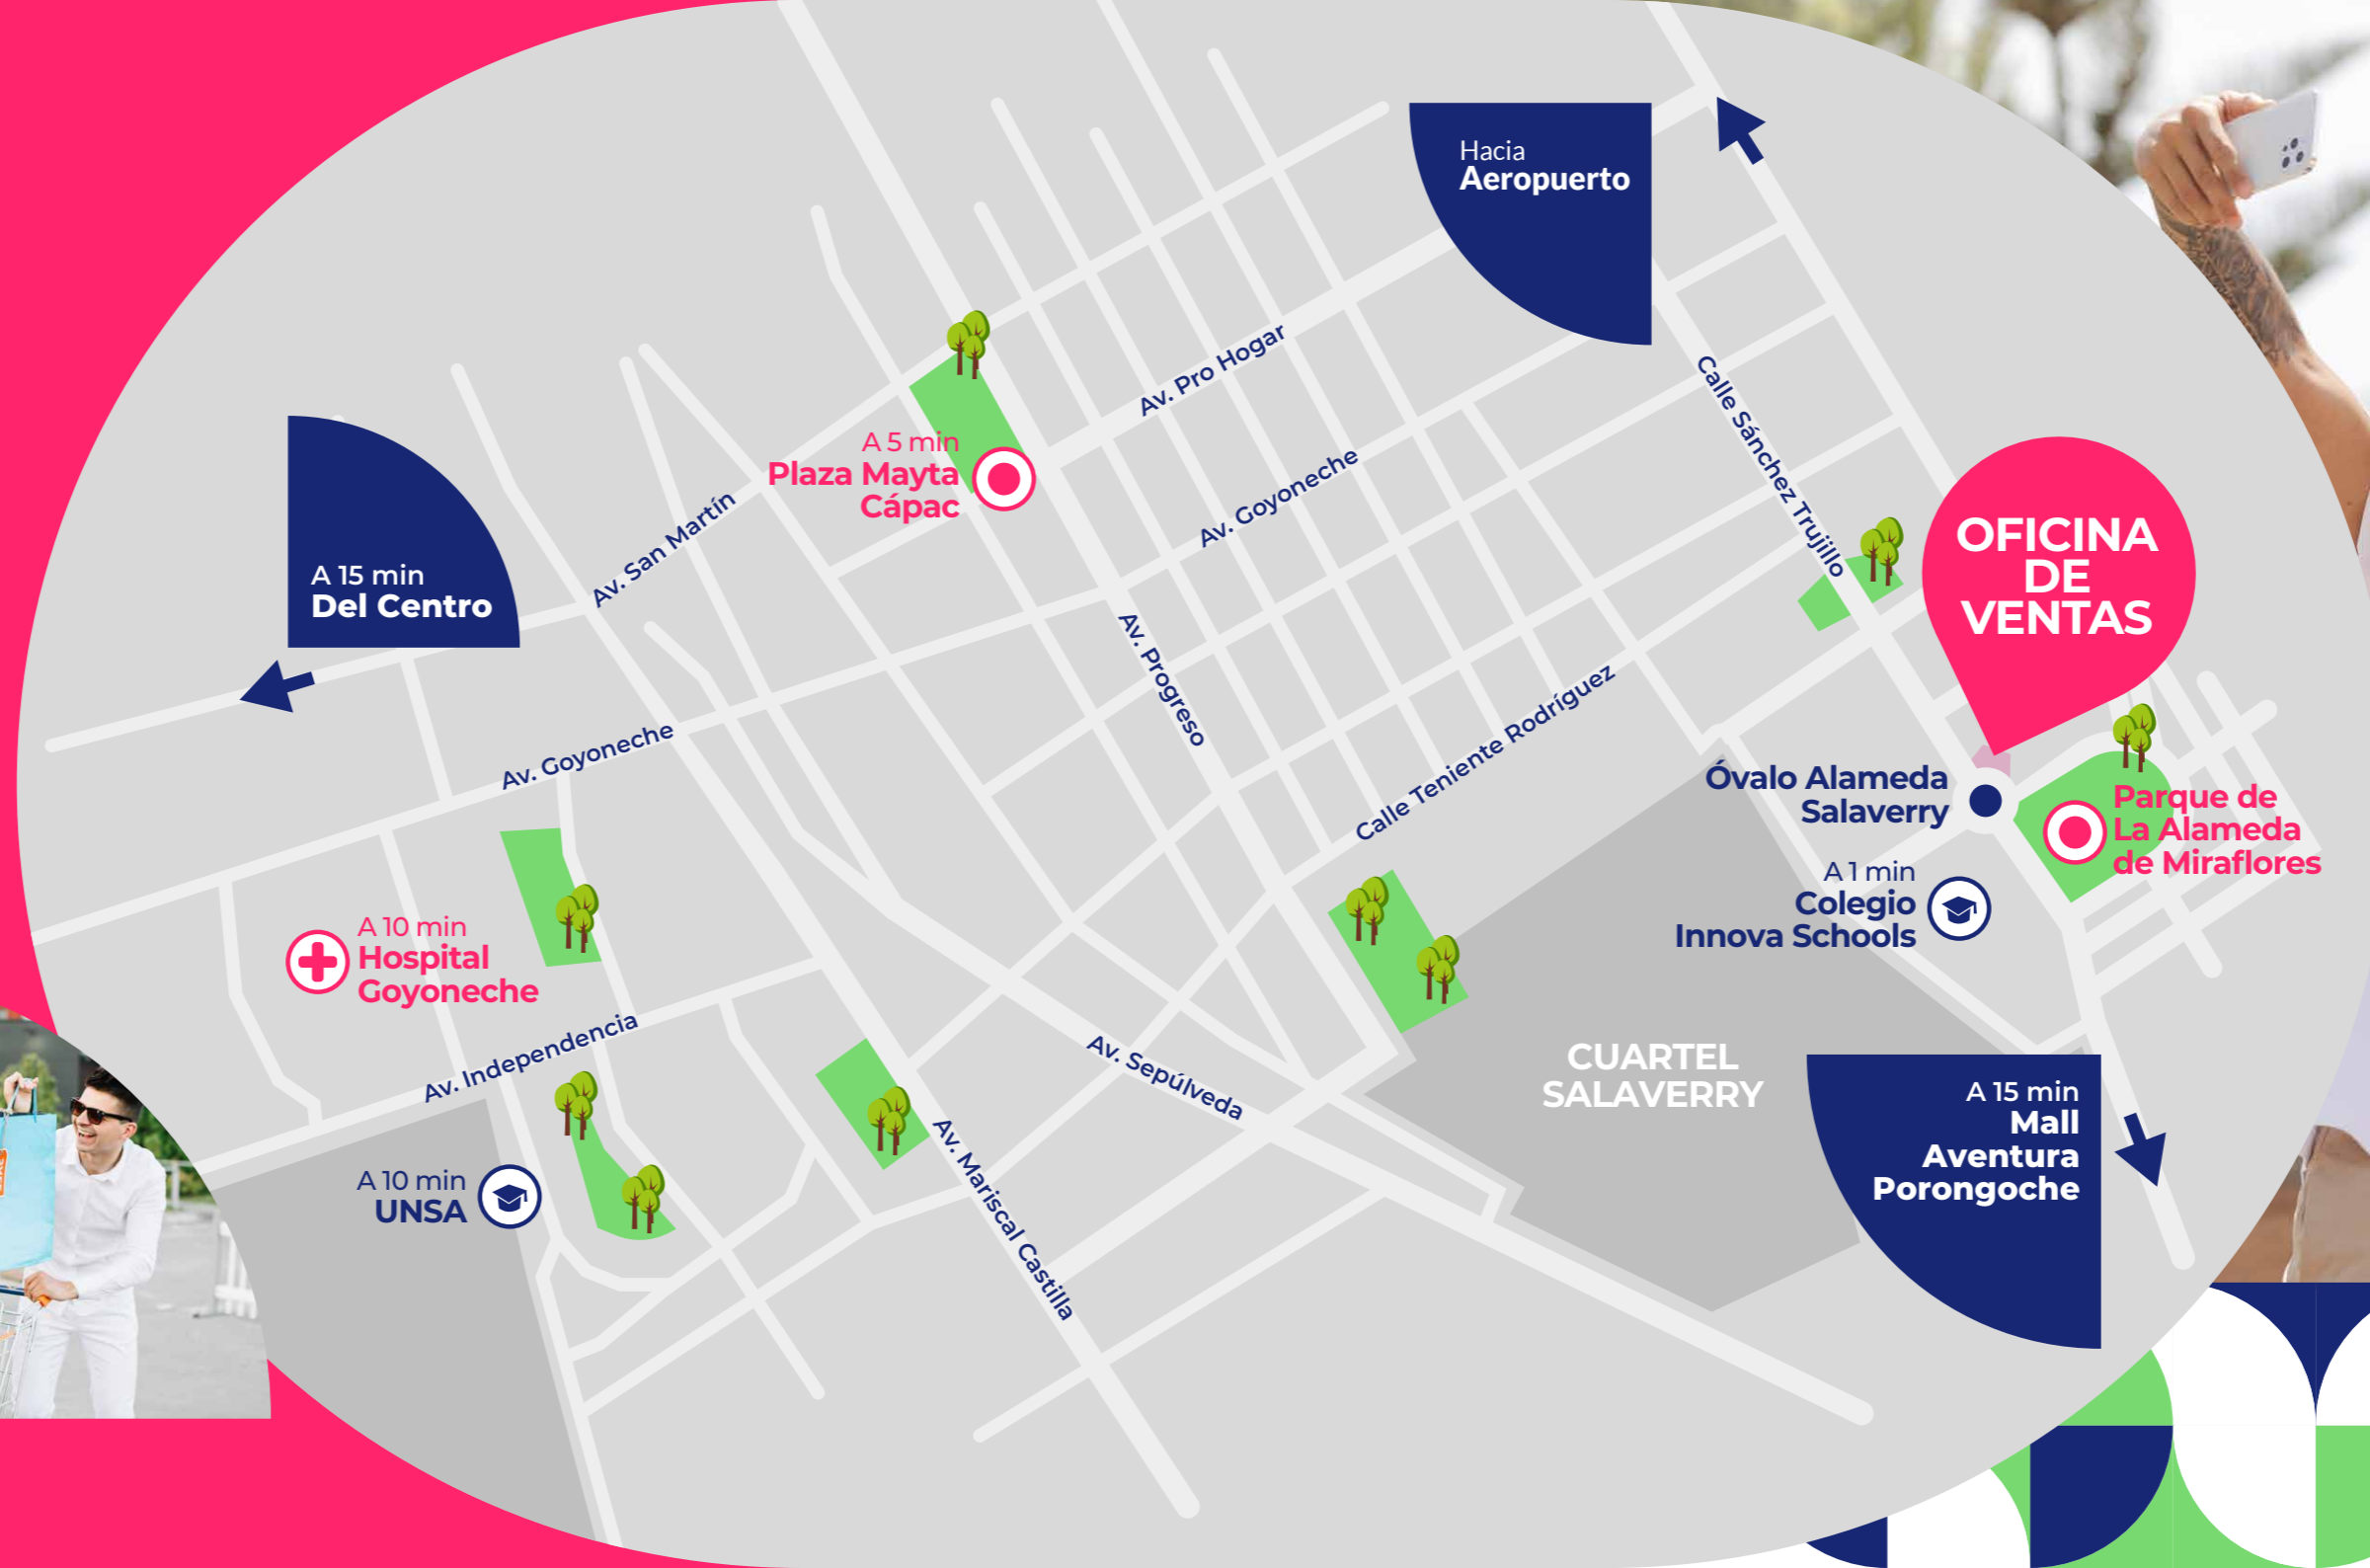 Hacia
Aeropuerto
Av. Pro Hogar
Calle Sánchez Trujillo
A 5 min
Plaza Mayta
Cápac
Av. Goyoneche
Av. San Martín
OFICINA
DE
VENTAS
A 15 min
Del Centro
Av. Progreso
Calle Teniente Rodríguez
Av. Goyoneche
Óvalo Alameda
Salaverry
Parque de
La Alameda
de Miraflores
A 1 min
Colegio
Innova Schools
A 10 min
Hospital
Goyoneche
Av. Independencia
Av. Sepúlveda
CUARTEL
SALAVERRY
A 15 min
Mall
Aventura
Porongoche
A 10 min
UNSA
Av. Mariscal Castilla